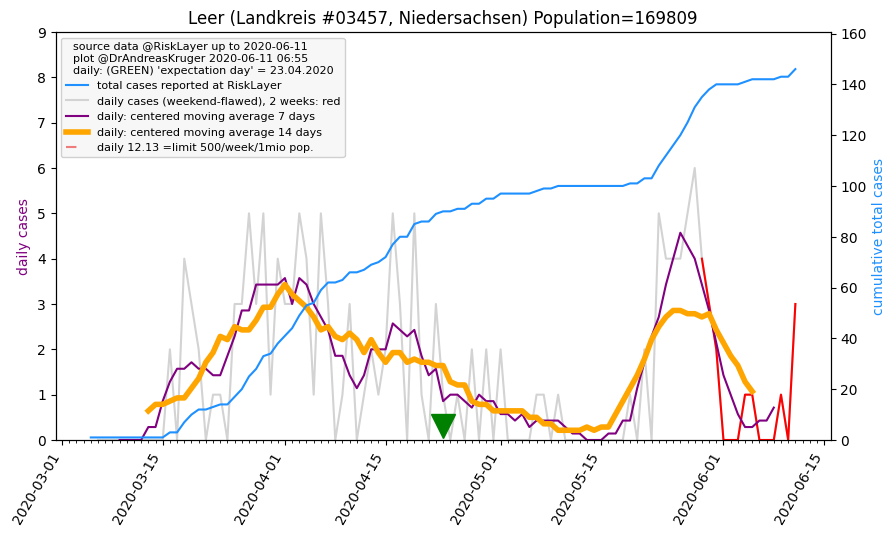 Leer (Landkreis #03457, Niedersachsen) Population=169809
source data @RiskLayer up to 2020-06-11
plot @DrAndreasKruger 2020-06-11 06:55
daily: (GREEN) 'expectation day' = 23.04.2020
total cases reported at RiskLayer
daily cases (weekend-flawed), 2 weeks: red
daily: centered moving average 7 days
daily: centered moving average 14 days
daily 12.13 =limit 500/week/1mio pop.
daily cases
9
8
7
6
5
4
3
2
1
0
160
140
120
100
80
60
40
20
0
cumulative total cases
2020-03-01
2020-03-15
2020-04-01
2020-04-15
2020-05-01
2020-05-15
2020-06-01
2020-06-15